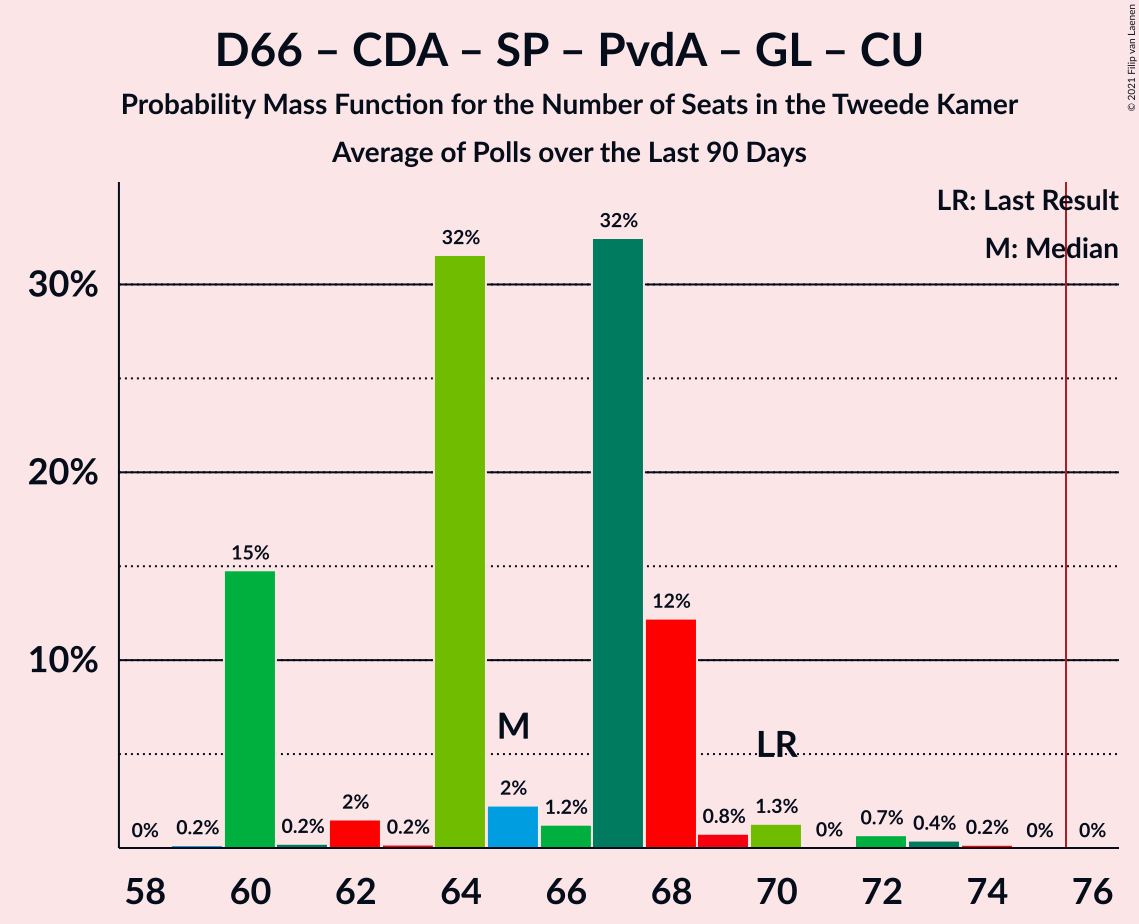 D66 – CDA – SP – PvdA – GL – CU
Probability Mass Function for the Number of Seats in the Tweede Kamer
Average of Polls over the Last 90 Days
© 2021 Filip van Laenen
LR: Last Result
M: Median
32%
32%
30%
20%
15%
12%
10%
M
LR
2%
2%
1.2%
1.3%
0%
0.2%
0.2%
0.2%
0.8%
0%
0.7%
0.4%
0.2%
0%
0%
58 60 62 64 66 68 70 72 74 76